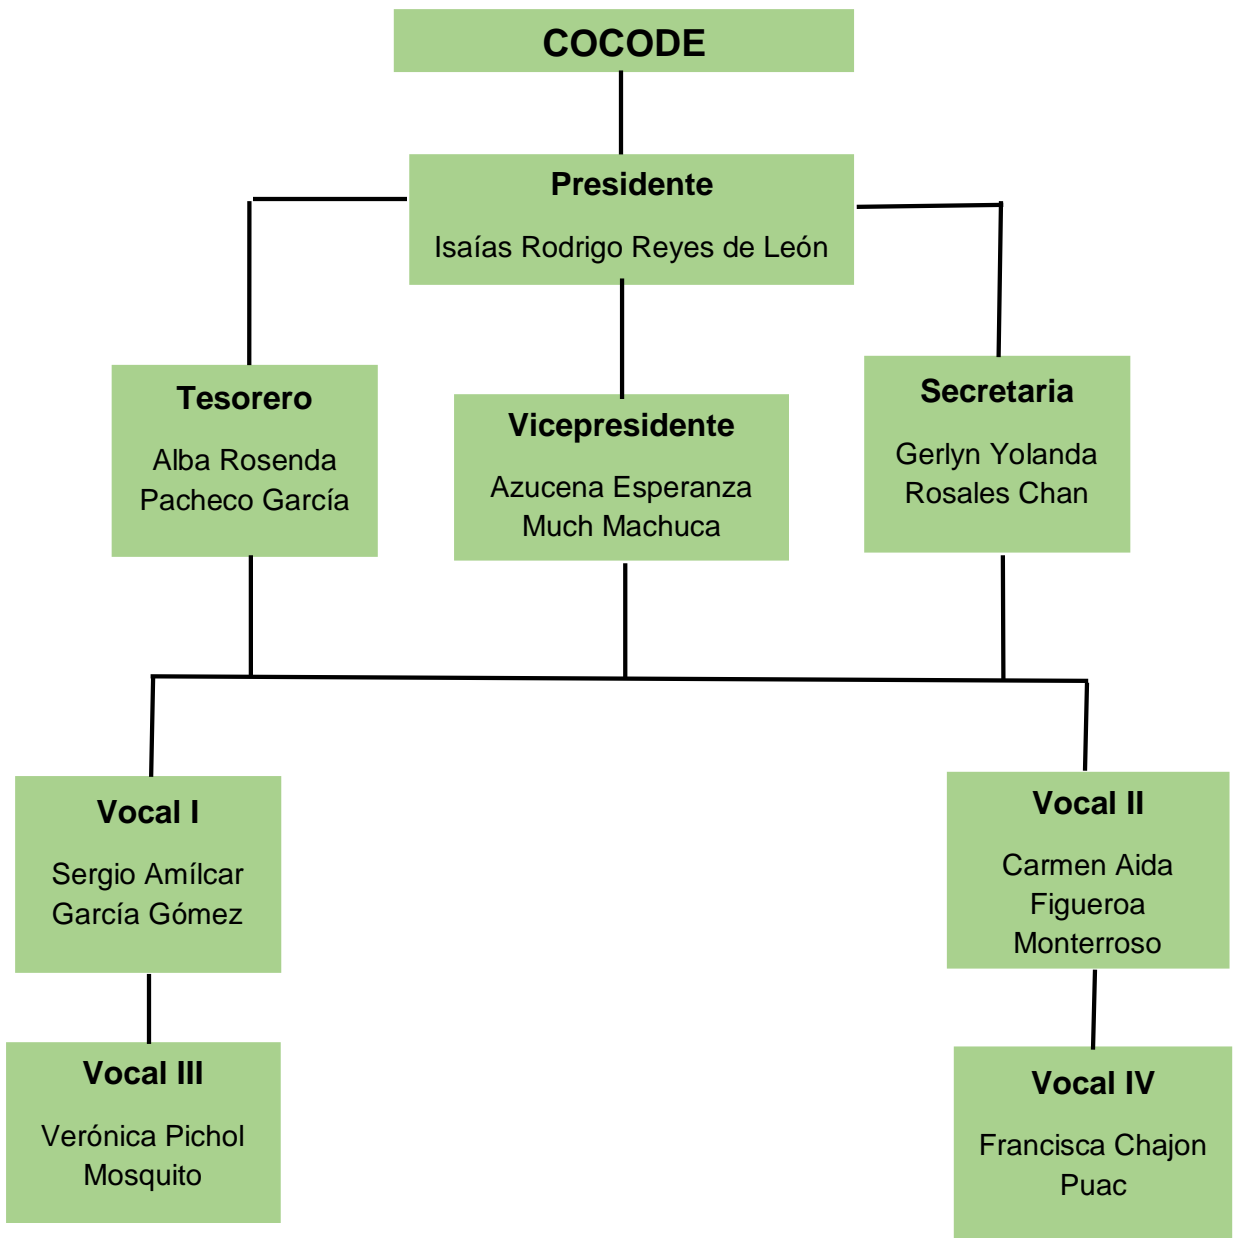 COCODE
Presidente
Isaías Rodrigo Reyes de León
Tesorero
Alba Rosenda
Pacheco García
Vicepresidente
Azucena Esperanza
Much Machuca
Secretaria
Gerlyn Yolanda
Rosales Chan
Vocal I
Sergio Amílcar
García Gómez
Vocal II
Carmen Aida
Figueroa
Monterroso
Vocal III
Verónica Pichol
Mosquito
Vocal IV
Francisca Chajon
Puac